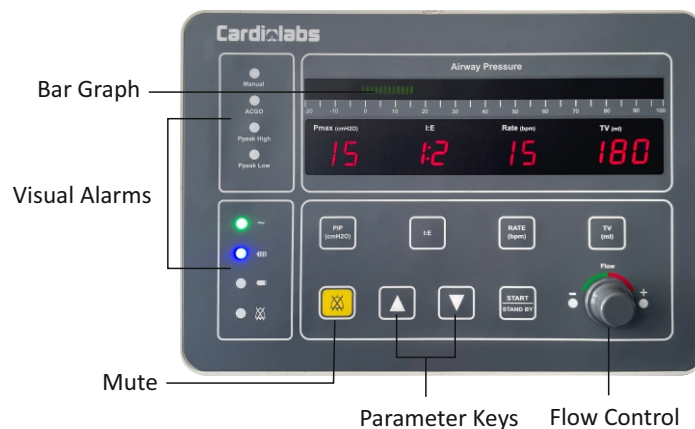 Cardiolabs
Airway Pressure
Bar Graph
Manual
ACGO
Ppeak High
Ppeak Low
-20 -10 0 10 20 30 40 50 60 70 80 90 100
Pmax (cmH2O) I:E Rate (bpm) TV (ml)
15 1:2 15 180
Visual Alarms
PIP (cmH2O)
I:E
RATE (bpm)
TV (ml)
Flow
START
STAND BY
- +
Mute
Parameter Keys
Flow Control